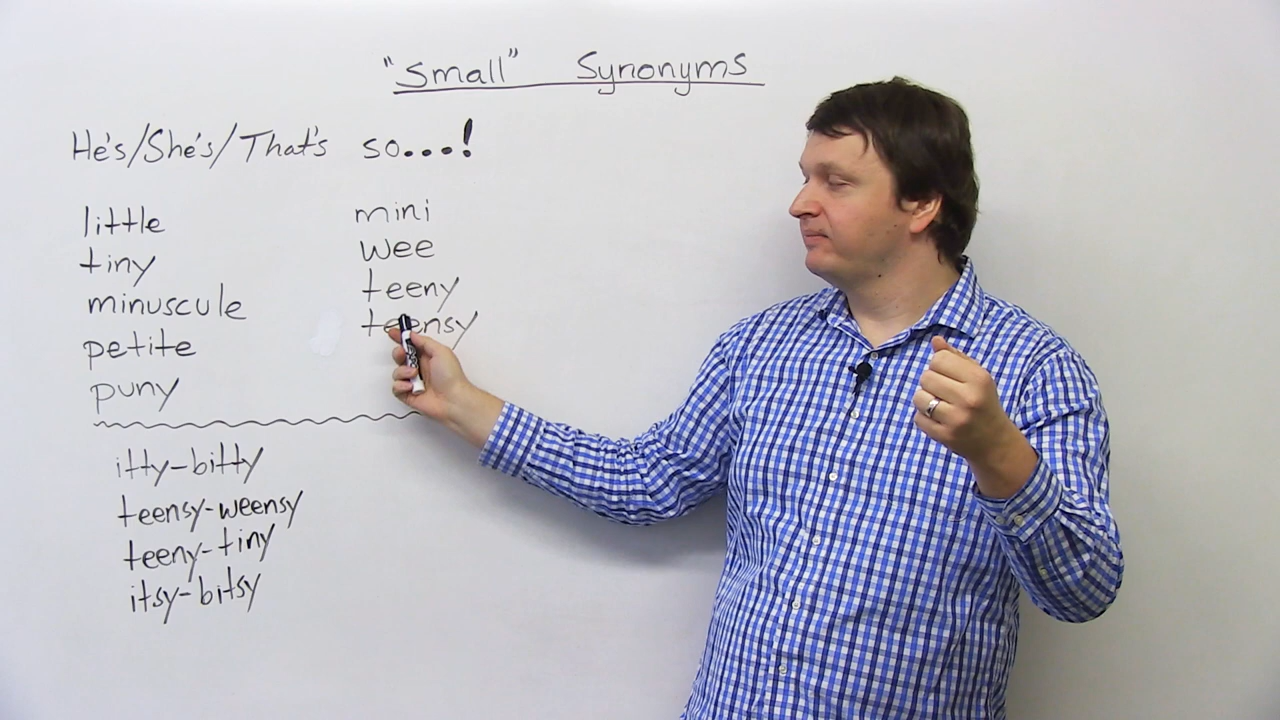 "Small" Synonyms
He's/She's/That's so...!
little
tiny
minuscule
petite
puny
mini
wee
teeny
teensy
itty-bitty
teensy-weensy
teeny-tiny
itsy-bitsy